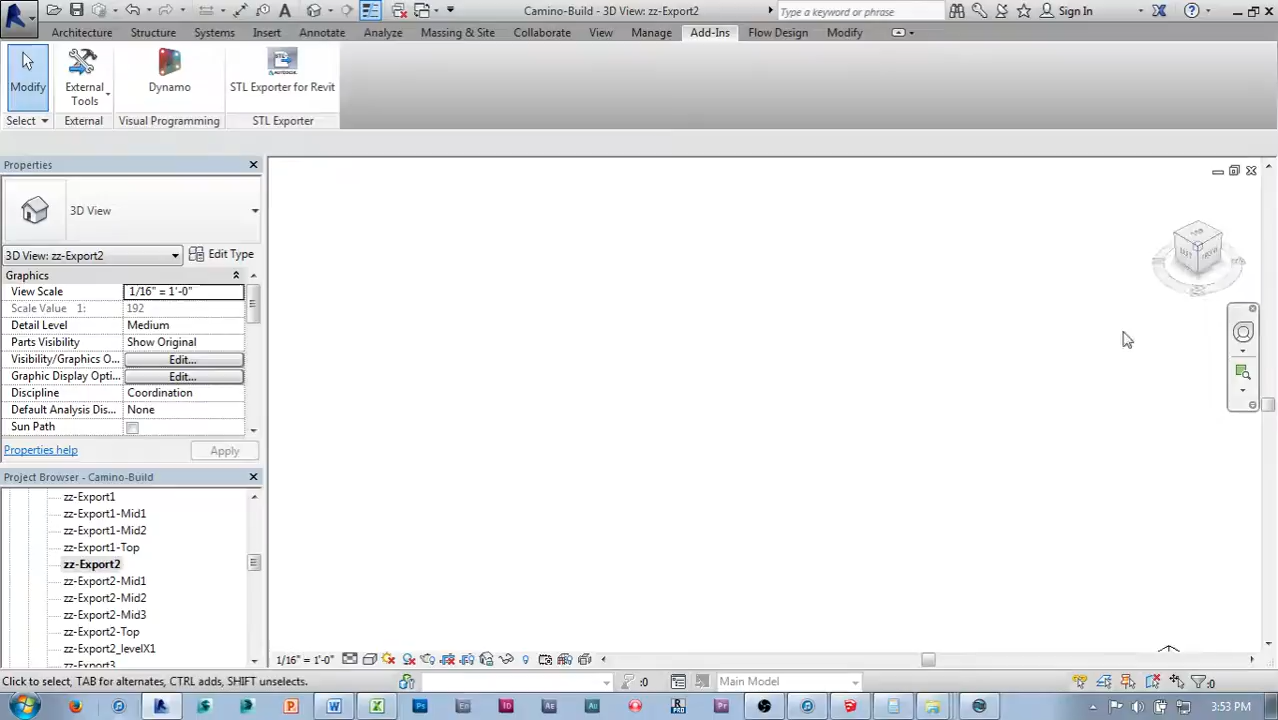 Camino-Build - 3D View: zz-Export2
Type a keyword or phrase
Sign In
Architecture Structure Systems Insert Annotate Analyze Massing & Site Collaborate View Manage Add-Ins Flow Design Modify
Modify
External Tools
Dynamo
STL Exporter for Revit
Select External Visual Programming STL Exporter
Properties
3D View
3D View: zz-Export2 Edit Type
Graphics
View Scale 1/16" = 1'-0"
Scale Value 1: 192
Detail Level Medium
Parts Visibility Show Original
Visibility/Graphics O... Edit...
Graphic Display Opti... Edit...
Discipline Coordination
Default Analysis Dis... None
Sun Path
Properties help Apply
Project Browser - Camino-Build
zz-Export1
zz-Export1-Mid1
zz-Export1-Mid2
zz-Export1-Top
zz-Export2
zz-Export2-Mid1
zz-Export2-Mid2
zz-Export2-Mid3
zz-Export2-Top
zz-Export2_levelX1
zz-Export3
1/16" = 1'-0"
Click to select, TAB for alternates, CTRL adds, SHIFT unselects.
:0
Main Model
:0
3:53 PM